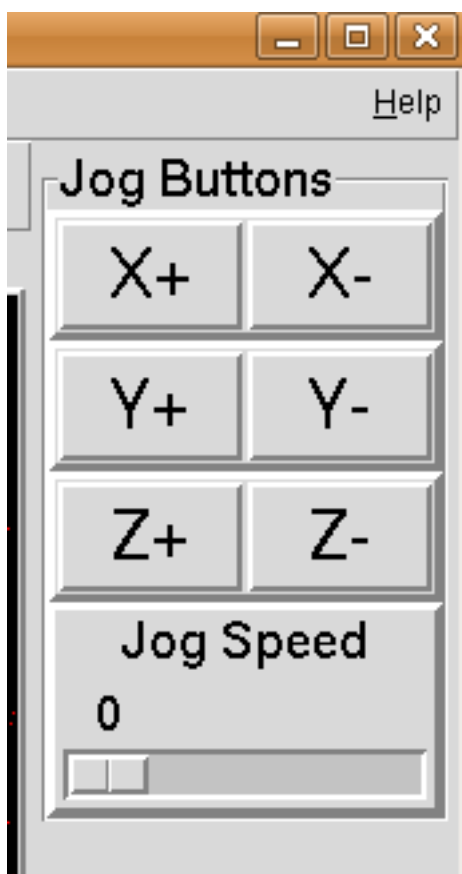 Help
Jog Buttons
X+ X-
Y+ Y-
Z+ Z-
Jog Speed
0